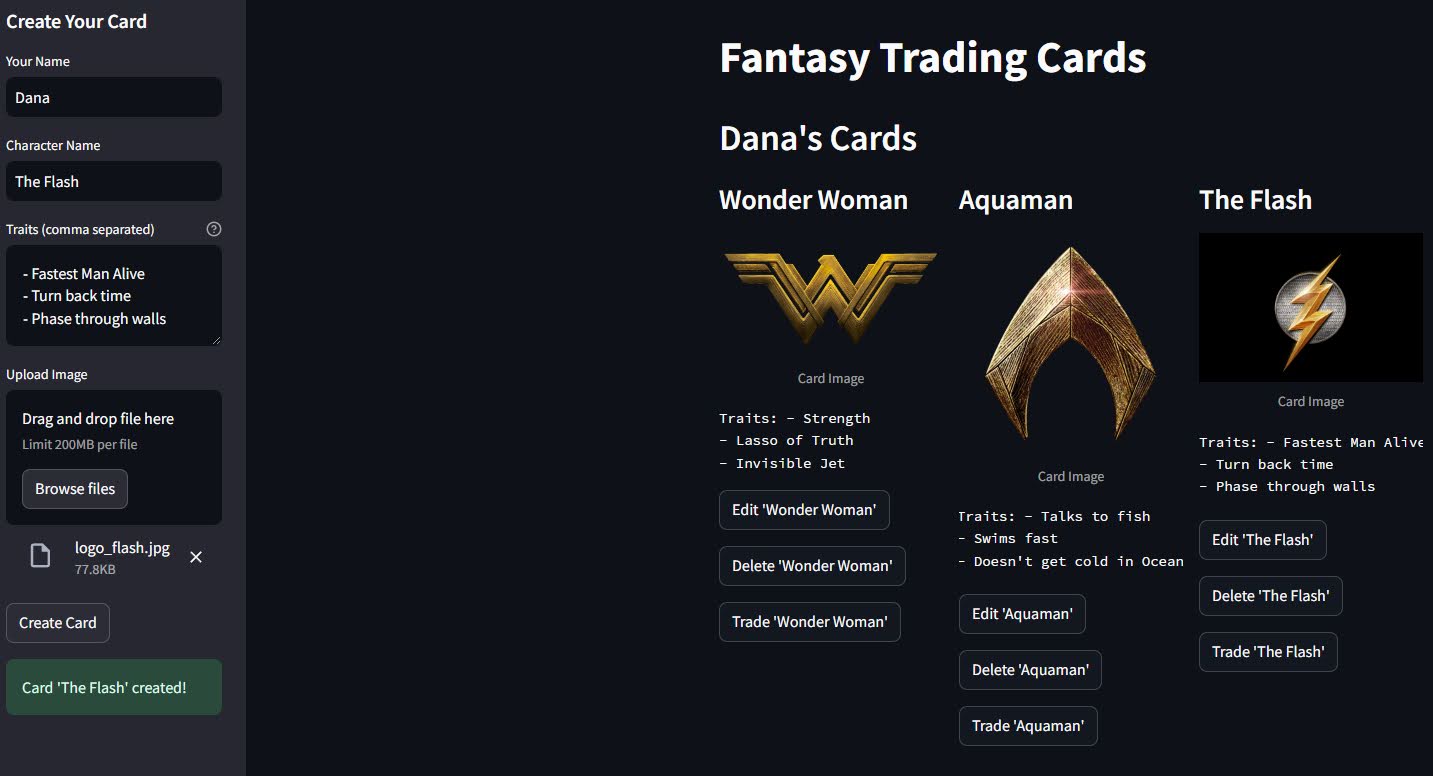 Create Your Card
Your Name
Dana
Character Name
The Flash
Traits (comma separated)
- Fastest Man Alive
- Turn back time
- Phase through walls
Upload Image
Drag and drop file here
Limit 200MB per file
Browse files
logo_flash.jpg
77.8KB
Create Card
Card 'The Flash' created!
Fantasy Trading Cards
Dana's Cards
Wonder Woman
Card Image
Traits: - Strength
- Lasso of Truth
- Invisible Jet
Edit 'Wonder Woman'
Delete 'Wonder Woman'
Trade 'Wonder Woman'
Aquaman
Card Image
Traits: - Talks to fish
- Swims fast
- Doesn't get cold in Ocean
Edit 'Aquaman'
Delete 'Aquaman'
Trade 'Aquaman'
The Flash
Card Image
Traits: - Fastest Man Alive
- Turn back time
- Phase through walls
Edit 'The Flash'
Delete 'The Flash'
Trade 'The Flash'